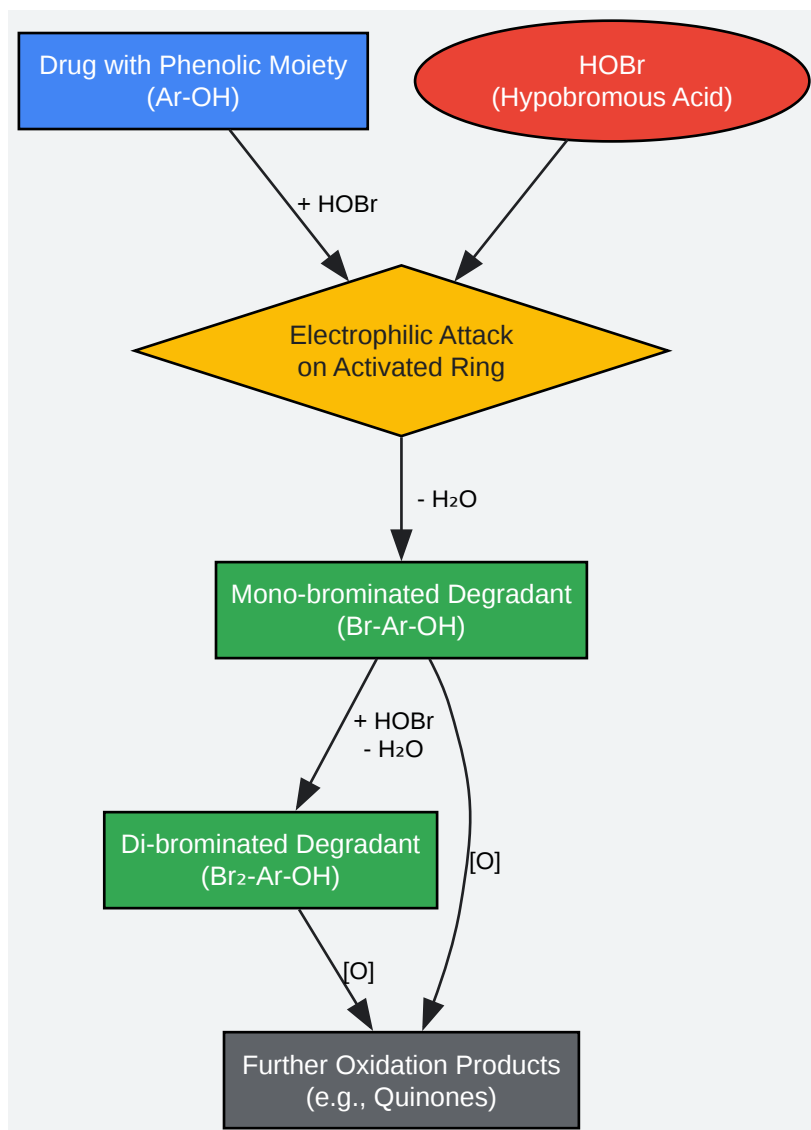 Drug with Phenolic Moiety
(Ar-OH)
HOBr
(Hypobromous Acid)
+ HOBr
Electrophilic Attack
on Activated Ring
- H₂O
Mono-brominated Degradant
(Br-Ar-OH)
+ HOBr
- H₂O
Di-brominated Degradant
(Br₂-Ar-OH)
[O]
[O]
Further Oxidation Products
(e.g., Quinones)